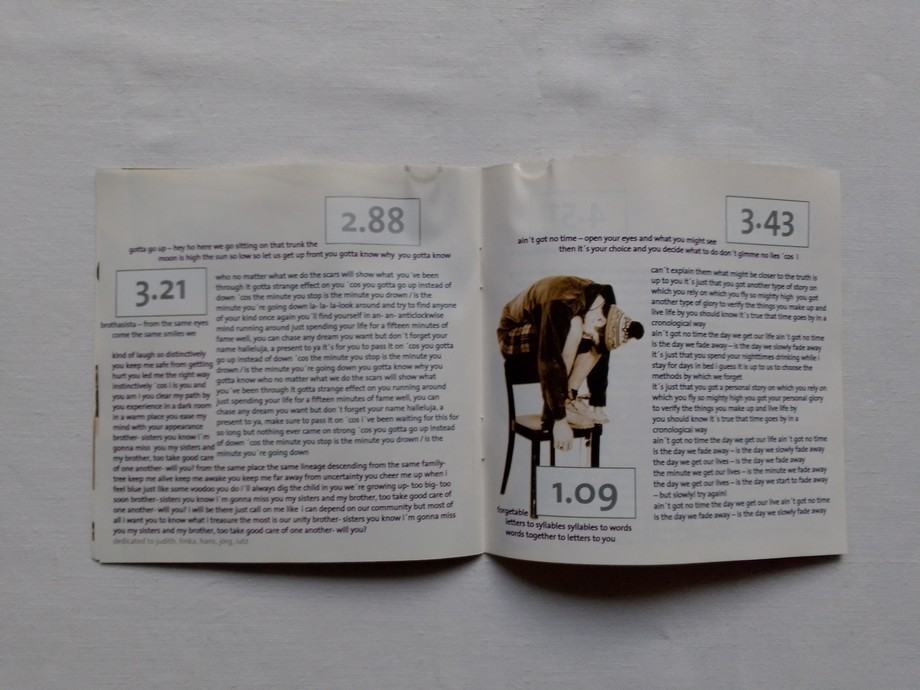 2.88
gotta go up – hey ho here we go sitting on that trunk the
moon is high the sun so low so let us get up front you gotta know why you gotta know
who no matter what we do the scars will show what you´ve been
through it gotta strange effect on you ´cos you gotta go up instead of
down ´cos the minute you stop is the minute you drown / is the
minute you´re going down la- la- la-look around and try to find anyone
of your kind once again you´ll find yourself in an- an- anticlockwise
mind running around just spending your life for a fifteen minutes of
fame well, you can chase any dream you want but don´t forget your
name halleluja, a present to ya it´s for you to pass it on ´cos you gotta
go up instead of down ´cos the minute you stop is the minute you
drown / is the minute you´re going down you gotta know why you
gotta know who no matter what we do the scars will show what
you´ve been through it gotta strange effect on you running around
just spending your life for a fifteen minutes of fame well, you can
chase any dream you want but don´t forget your name halleluja, a
present to ya, make sure to pass it on ´cos i´ve been waiting for this for
so long but nothing ever came on strong ´cos you gotta go up instead
of down ´cos the minute you stop is the minute you drown / is the
minute you´re going down
3.21
brothasista – from the same eyes
come the same smiles we
kind of laugh so distinctively
you keep me safe from getting
hurt you led me the right way
instinctively ´cos i is you and
you am i you clear my path by
you experience in a dark room
in a warm place you ease my
mind with your appearance
brother- sisters you know i´m
gonna miss you my sisters and
my brother, too take good care
of one another- will you? from the same place the same lineage descending from the same family-
tree keep me alive keep me awake you keep me far away from uncertainty you cheer me up when i
feel blue just like some voodoo you do i´ll always dig the child in you we´re growing up- too big- too
soon brother- sisters you know i´m gonna miss you my sisters and my brother, too take good care of
one another- will you? i will be there just call on me like i can depend on our community but most of
all i want you to know what i treasure the most is our unity brother- sisters you know i´m gonna miss
you my sisters and my brother, too take good care of one another- will you?
dedicated to judith, finka, hans, jörg, lutz
3.43
ain´t got no time – open your eyes and what you might see
then it´s your choice and you decide what to do don´t gimme no lies ´cos i
can´t explain them what might be closer to the truth is
up to you it´s just that you got another type of story on
which you rely on which you fly so mighty high you got
another type of glory to verify the things you make up and
live life by you should know it´s true that time goes by in a
cronological way
ain´t got no time the day we get our life ain´t got no time
is the day we fade away – is the day we slowly fade away
it´s just that you spend your nighttimes drinking while i
stay for days in bed i guess it is up to us to choose the
methods by which we forget
it´s just that you got a personal story on which you rely on
which you fly so mighty high you got your personal glory
to verify the things you make up and live life by
you should know it´s true that time goes by in a
cronological way
ain´t got no time the day we get our life ain´t got no time
is the day we fade away – is the day we slowly fade away
the day we get our lives – is the day we fade away
the minute we get our lives – is the minute we fade away
the day we get our lives – is the day we start to fade away
– but slowly! try again!
ain´t got no time the day we get our live ain´t got no time
is the day we fade away – is the day we slowly fade away
1.09
forgetable
letters to syllables syllables to words
words together to letters to you